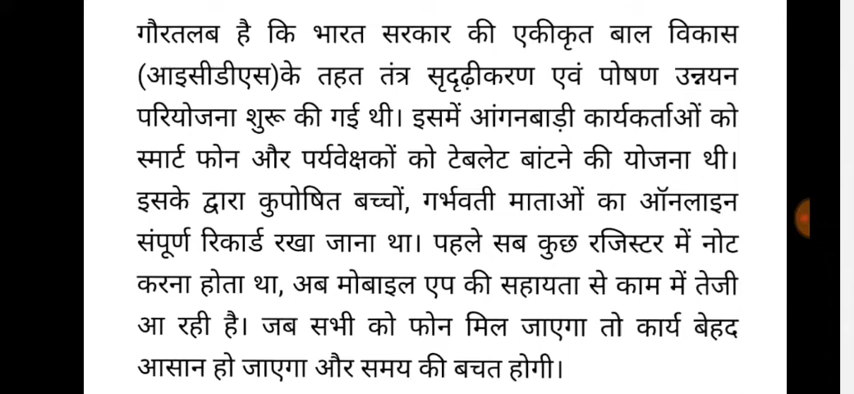 गौरतलब है कि भारत सरकार की एकीकृत बाल विकास
(आइसीडीएस)के तहत तंत्र सृदृढ़ीकरण एवं पोषण उन्नयन
परियोजना शुरू की गई थी। इसमें आंगनबाड़ी कार्यकर्ताओं को
स्मार्ट फोन और पर्यवेक्षकों को टेबलेट बांटने की योजना थी।
इसके द्वारा कुपोषित बच्चों, गर्भवती माताओं का ऑनलाइन
संपूर्ण रिकार्ड रखा जाना था। पहले सब कुछ रजिस्टर में नोट
करना होता था, अब मोबाइल एप की सहायता से काम में तेजी
आ रही है। जब सभी को फोन मिल जाएगा तो कार्य बेहद
आसान हो जाएगा और समय की बचत होगी।